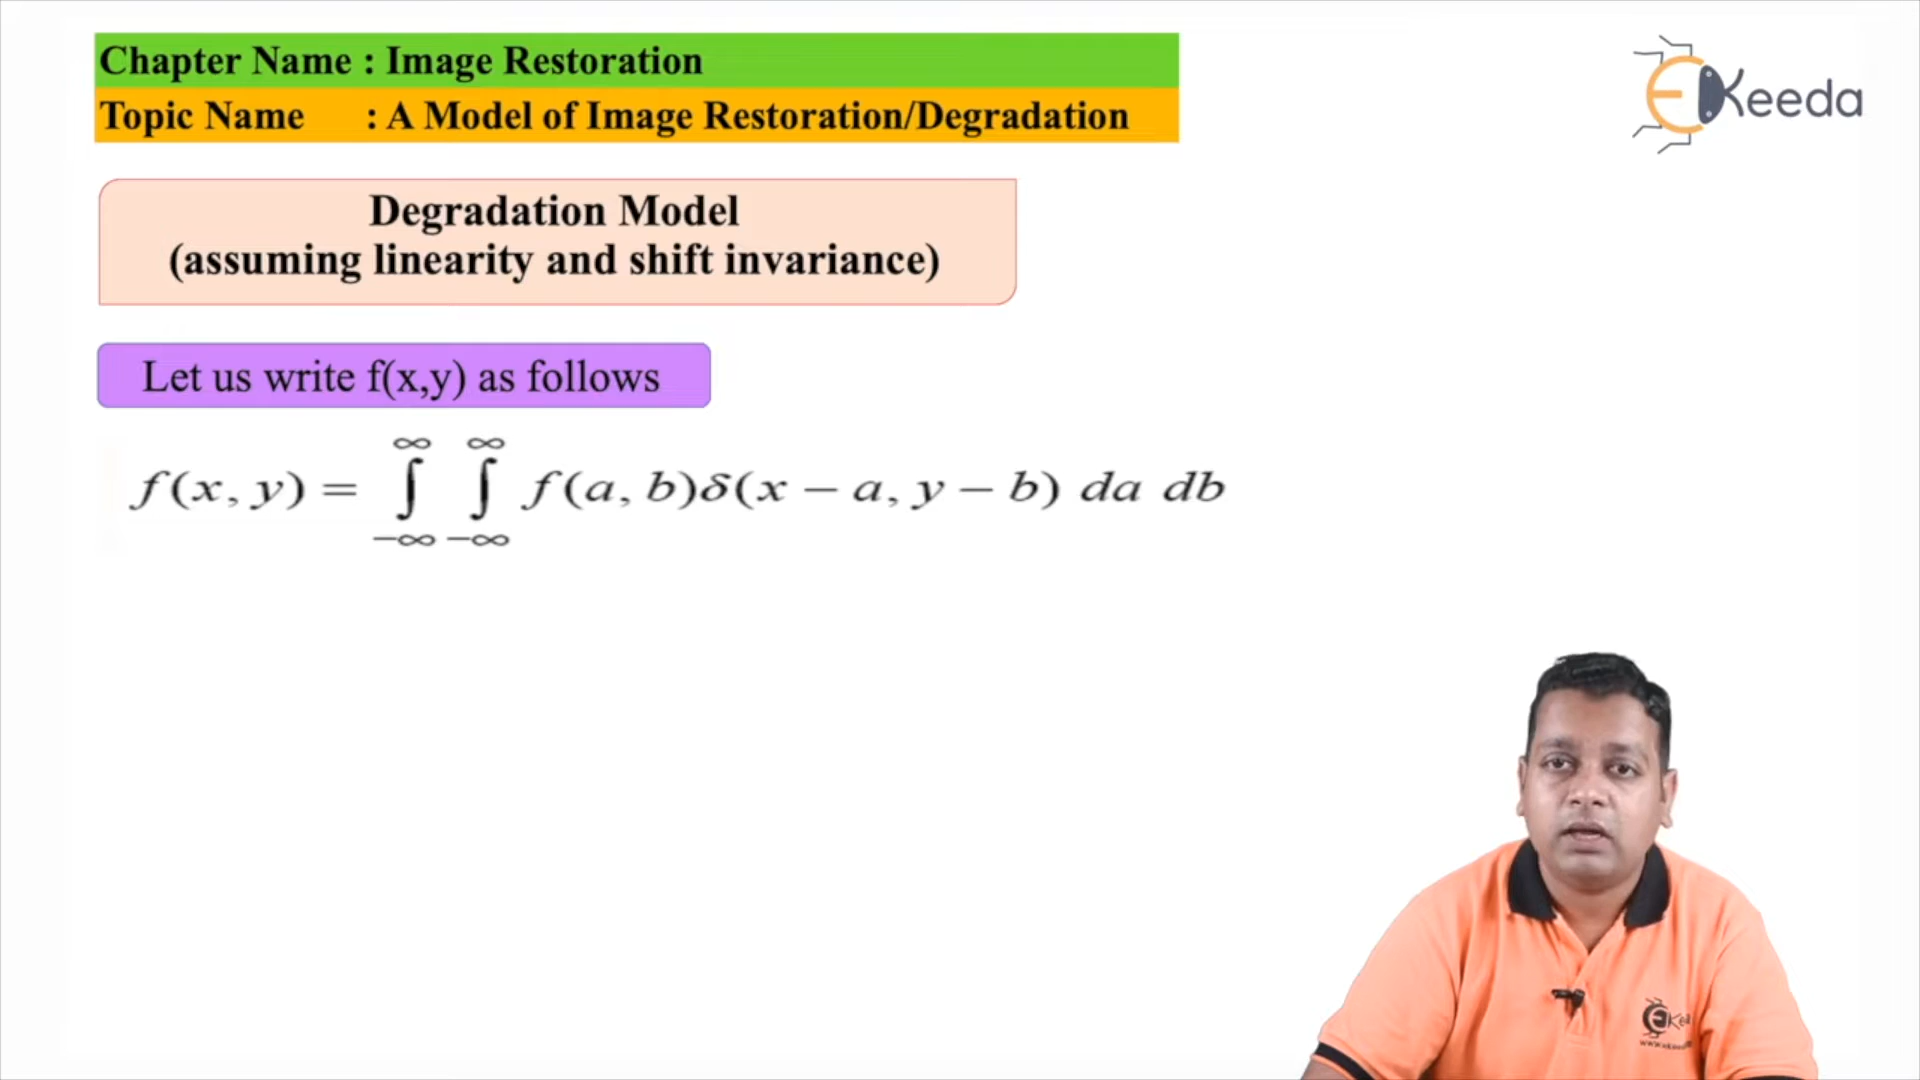 Chapter Name : Image Restoration
Topic Name : A Model of Image Restoration/Degradation
EKeeda
Degradation Model
(assuming linearity and shift invariance)
Let us write f(x,y) as follows
f(x, y) = ∫_{-∞}^{∞} ∫_{-∞}^{∞} f(a, b)δ(x − a, y − b) da db